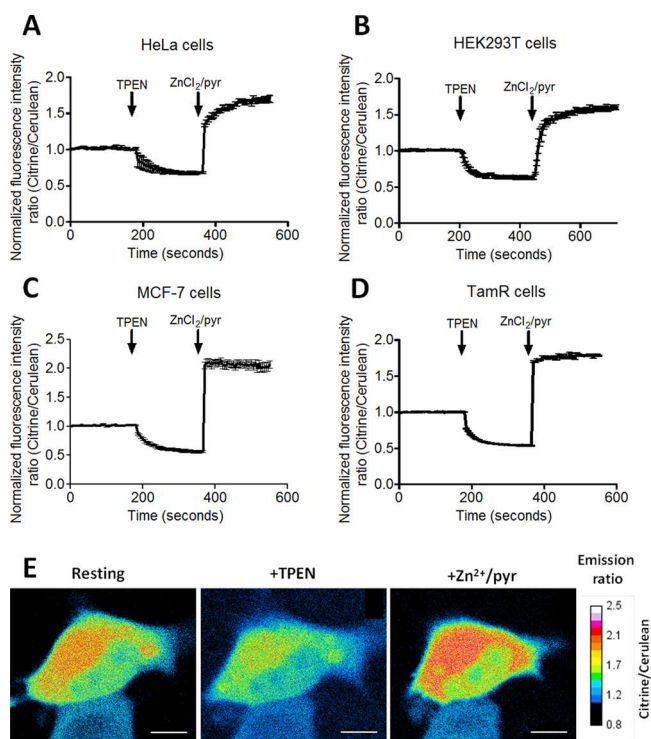 A
HeLa cells
TPEN
ZnCl₂/pyr
Normalized fluorescence intensity
ratio (Citrine/Cerulean)
2.0
1.5
1.0
0.5
0.0
0
200
400
600
Time (seconds)
B
HEK293T cells
TPEN
ZnCl₂/pyr
Normalized fluorescence intensity
ratio (Citrine/Cerulean)
2.0
1.5
1.0
0.5
0.0
0
200
400
600
Time (seconds)
C
MCF-7 cells
TPEN
ZnCl₂/pyr
Normalized fluorescence intensity
ratio (Citrine/Cerulean)
2.5
2.0
1.5
1.0
0.5
0.0
0
200
400
600
Time (seconds)
D
TamR cells
TPEN
ZnCl₂/pyr
Normalized fluorescence intensity
ratio (Citrine/Cerulean)
2.0
1.5
1.0
0.5
0.0
0
200
400
600
Time (seconds)
E
Resting
+TPEN
+Zn²⁺/pyr
Emission
ratio
2.5
2.1
1.7
1.2
0.8
Citrine/Cerulean